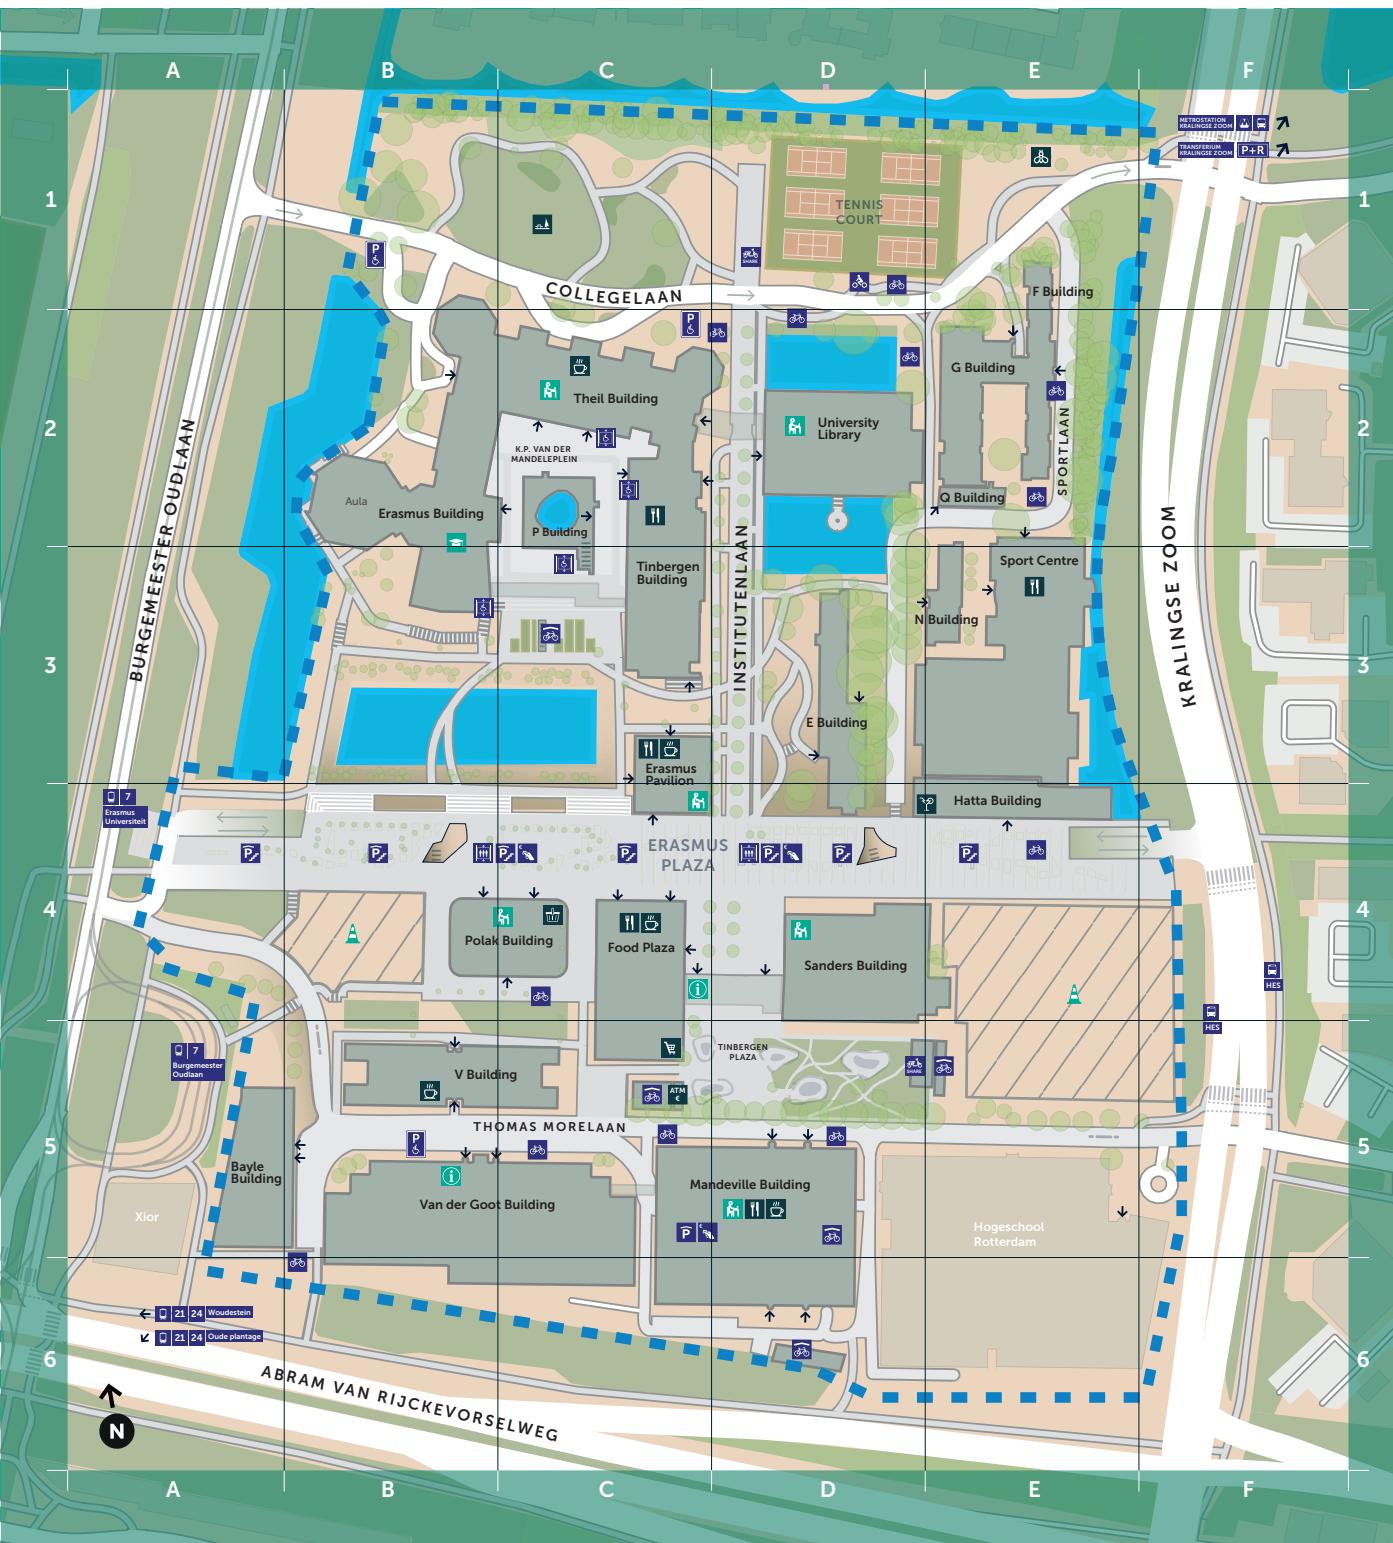 A
B
C
D
E
F
METROSTATION
KRALINGSE ZOOM
TRANSFERIUM
KRALINGSE ZOOM
P+R
1
1
TENNIS
COURT
P
SHARE
COLLEGELAAN
F Building
P
G Building
Theil Building
2
2
University
Library
K.P. VAN DER
MANDELEPLEIN
SPORTLAAN
Aula
Erasmus Building
Q Building
P Building
BURGEMEESTER OUDLAAN
INSTITUTENLAAN
KRALINGSE ZOOM
Tinbergen
Building
Sport Centre
N Building
3
3
E Building
Erasmus
Pavilion
7
Erasmus
Universiteit
Hatta Building
ERASMUS
PLAZA
P
P
P
P
P
P
P
4
4
Polak Building
Food Plaza
Sanders Building
i
HES
HES
7
Burgemeester
Oudlaan
TINBERGEN
PLAZA
SHARE
V Building
ATM
€
THOMAS MORELAAN
5
5
P
i
Bayle
Building
Van der Goot Building
Mandeville Building
Xior
P
Hogeschool
Rotterdam
21
24
Woudestein
21
24
Oude plantage
6
6
ABRAM VAN RIJCKEVORSELWEG
N
A
B
C
D
E
F